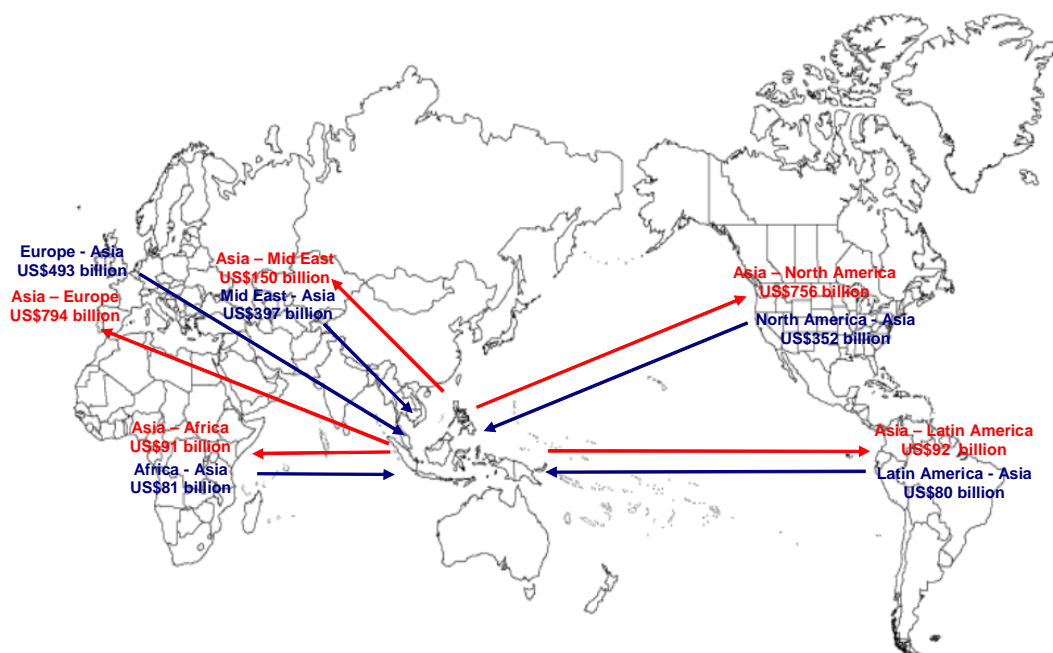 Europe - Asia
US$493 billion
Asia – Europe
US$794 billion
Asia – Mid East
US$150 billion
Mid East - Asia
US$397 billion
Asia – North America
US$756 billion
North America - Asia
US$352 billion
Asia – Africa
US$91 billion
Africa - Asia
US$81 billion
Asia – Latin America
US$92 billion
Latin America - Asia
US$80 billion